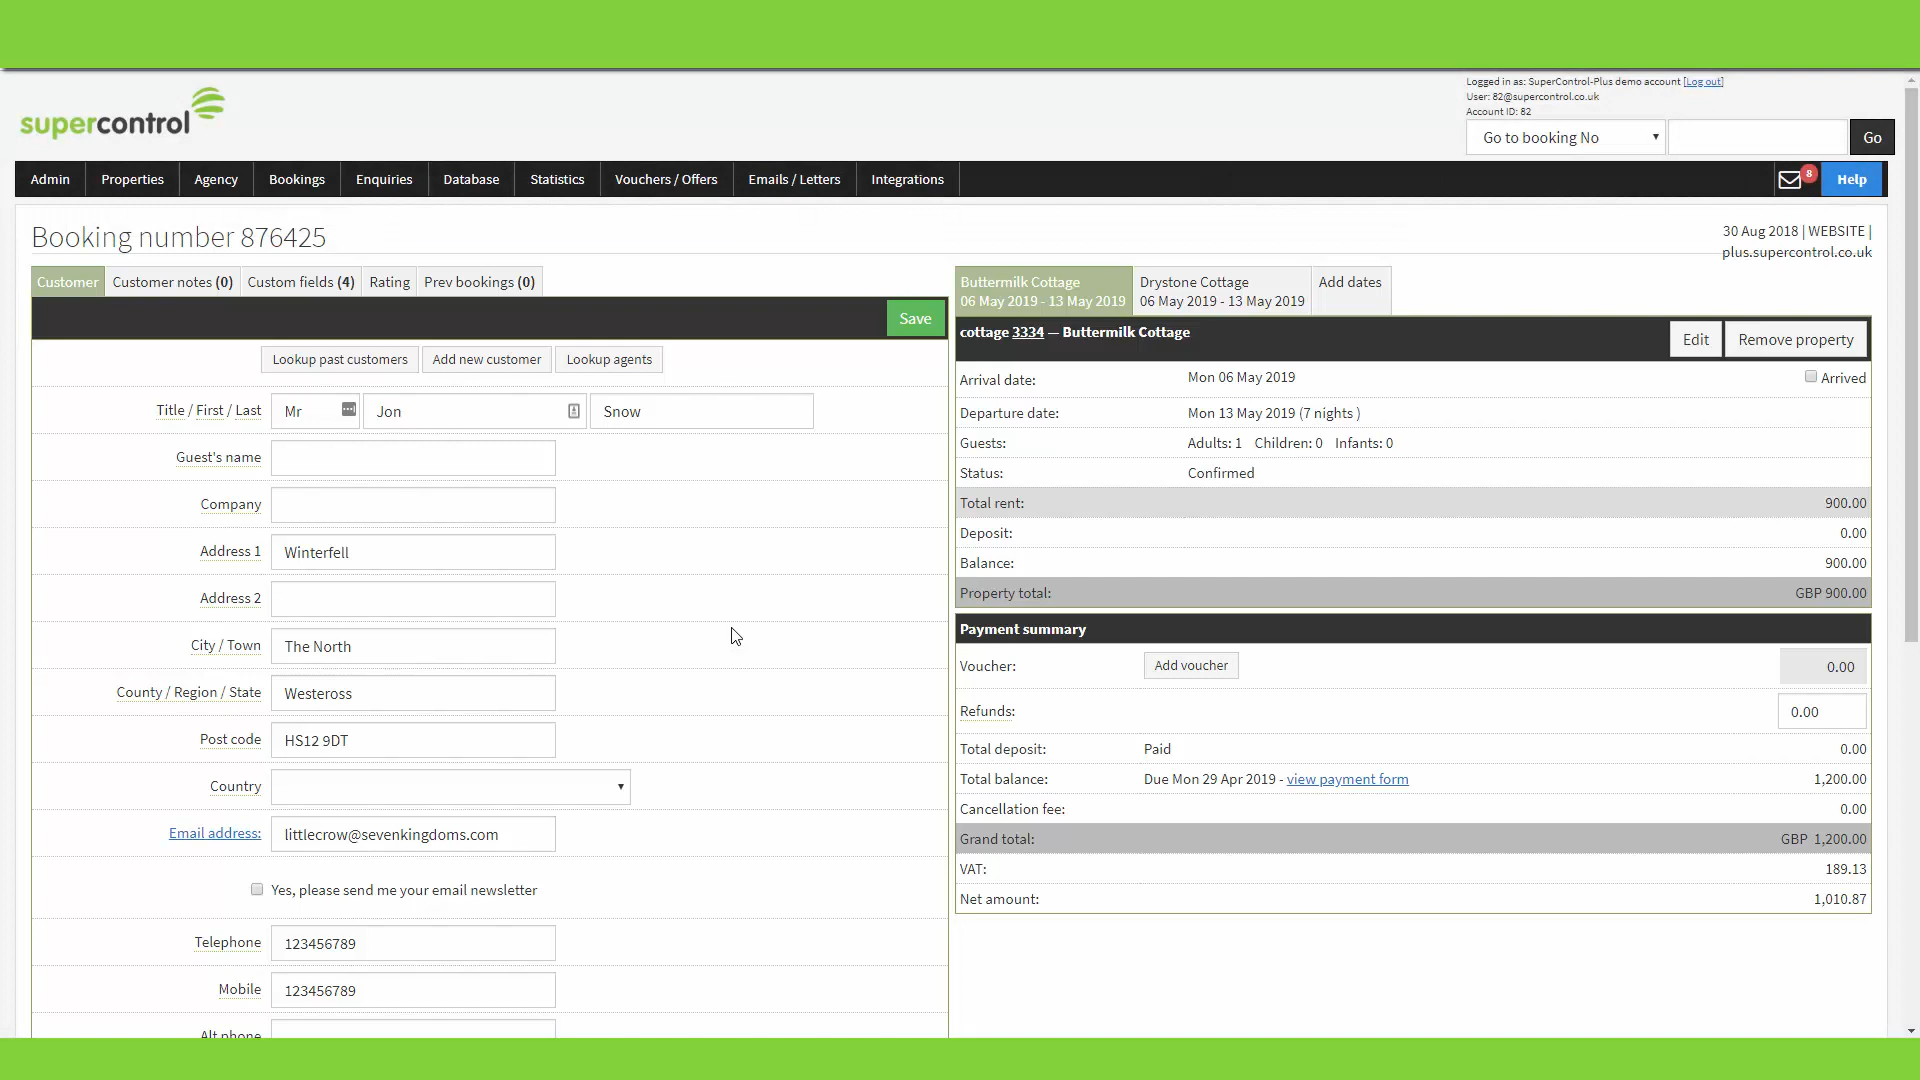 Logged in as: SuperControl-Plus demo account [Log out]
User: 82@supercontrol.co.uk
Account ID: 82
supercontrol
Go to booking No
Go
Admin
Properties
Agency
Bookings
Enquiries
Database
Statistics
Vouchers / Offers
Emails / Letters
Integrations
8
Help
Booking number 876425
30 Aug 2018 | WEBSITE |
plus.supercontrol.co.uk
Customer
Customer notes (0)
Custom fields (4)
Rating
Prev bookings (0)
Save
Lookup past customers
Add new customer
Lookup agents
Title / First / Last
Mr
Jon
Snow
Guest's name
Company
Address 1
Winterfell
Address 2
City / Town
The North
County / Region / State
Westeross
Post code
HS12 9DT
Country
Email address:
littlecrow@sevenkingdoms.com
Yes, please send me your email newsletter
Telephone
123456789
Mobile
123456789
Alt phone
Buttermilk Cottage
06 May 2019 - 13 May 2019
Drystone Cottage
06 May 2019 - 13 May 2019
Add dates
cottage 3334 — Buttermilk Cottage
Edit
Remove property
Arrival date:
Mon 06 May 2019
Arrived
Departure date:
Mon 13 May 2019 (7 nights )
Guests:
Adults: 1 Children: 0 Infants: 0
Status:
Confirmed
Total rent:
900.00
Deposit:
0.00
Balance:
900.00
Property total:
GBP 900.00
Payment summary
Voucher:
Add voucher
0.00
Refunds:
0.00
Total deposit:
Paid
0.00
Total balance:
Due Mon 29 Apr 2019 - view payment form
1,200.00
Cancellation fee:
0.00
Grand total:
GBP 1,200.00
VAT:
189.13
Net amount:
1,010.87